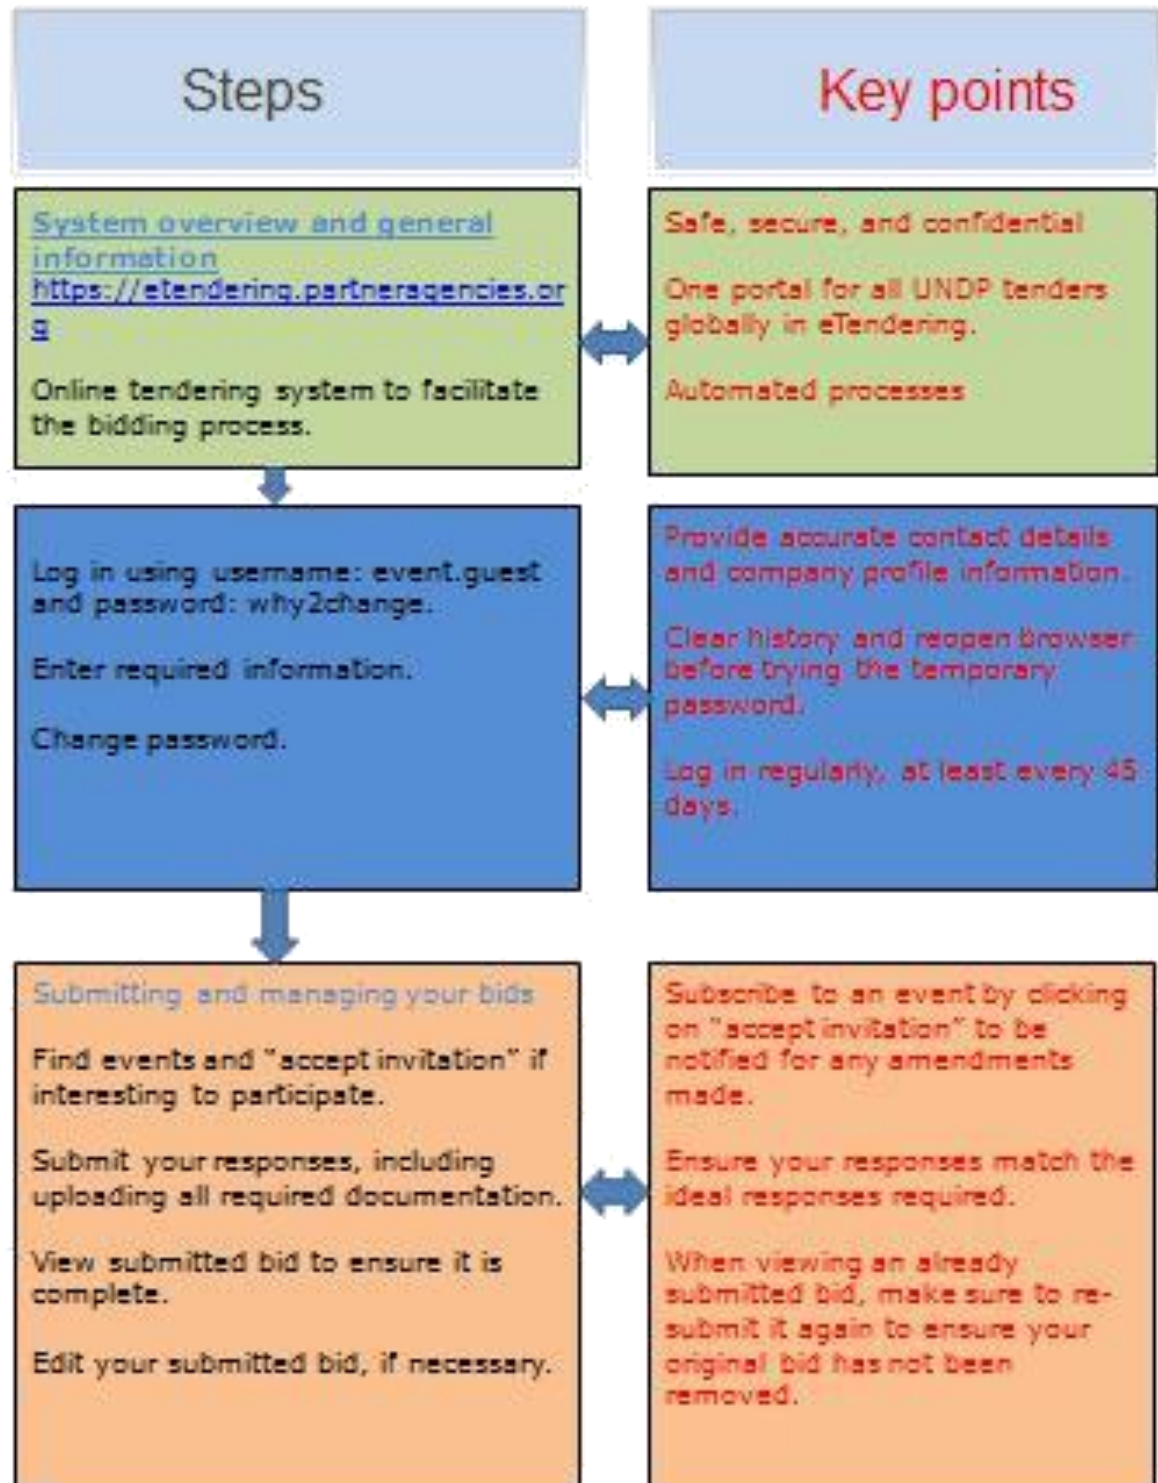 Steps
Key points
System overview and general
information
https://etendering.partneragencies.or
g
Online tendering system to facilitate
the bidding process.
Safe, secure, and confidential
One portal for all UNDP tenders
globally in eTendering.
Automated processes
Log in using username: event.guest
and password: why2change.
Enter required information.
Change password.
Provide accurate contact details
and company profile information.
Clear history and reopen browser
before trying the temporary
password.
Log in regularly, at least every 45
days.
Submitting and managing your bids
Find events and “accept invitation” if
interesting to participate.
Submit your responses, including
uploading all required documentation.
View submitted bid to ensure it is
complete.
Edit your submitted bid, if necessary.
Subscribe to an event by clicking
on “accept invitation” to be
notified for any amendments
made.
Ensure your responses match the
ideal responses required.
When viewing an already
submitted bid, make sure to re-
submit it again to ensure your
original bid has not been
removed.